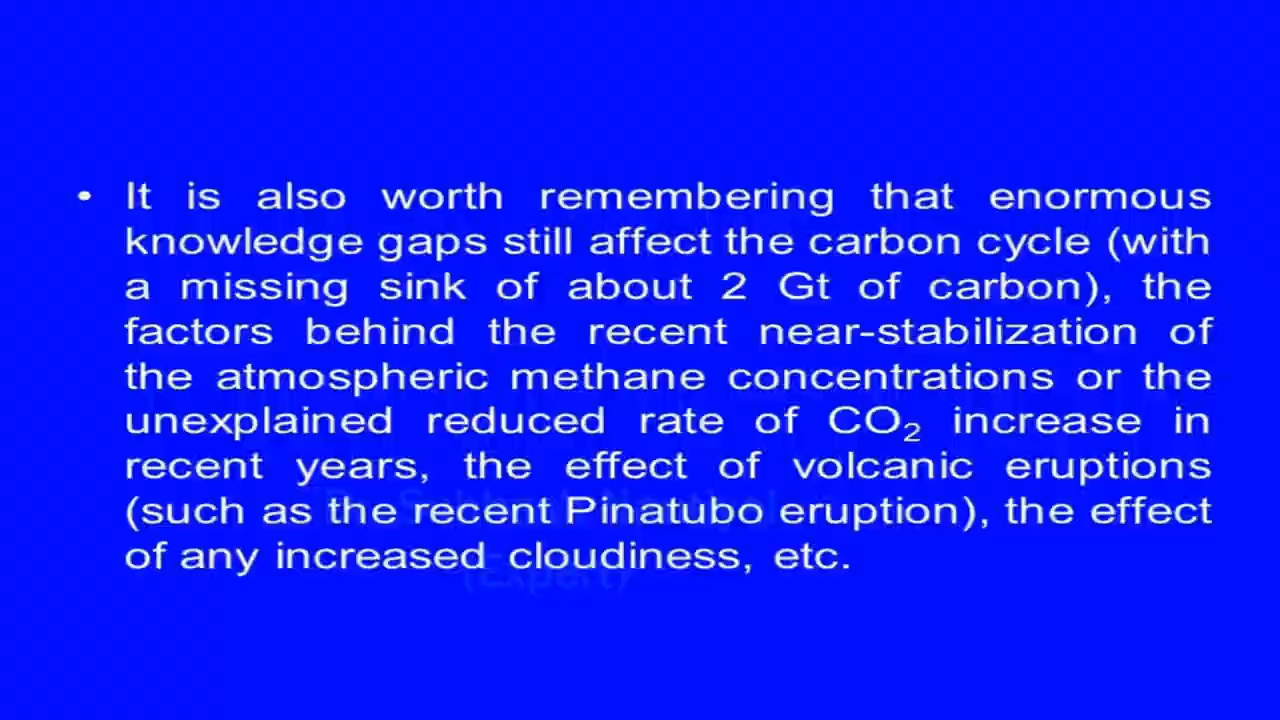 • It is also worth remembering that enormous
knowledge gaps still affect the carbon cycle (with
a missing sink of about 2 Gt of carbon), the
factors behind the recent near-stabilization of
the atmospheric methane concentrations or the
unexplained reduced rate of CO₂ increase in
recent years, the effect of volcanic eruptions
(such as the recent Pinatubo eruption), the effect
of any increased cloudiness, etc.
(Expert)